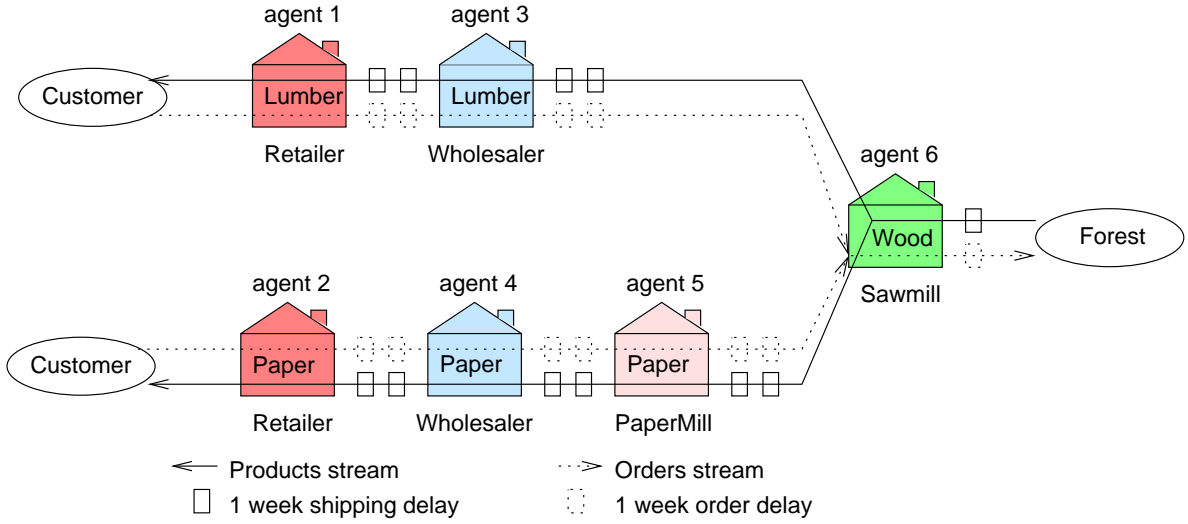 agent 1
agent 3
Customer
Lumber
Lumber
Retailer
Wholesaler
agent 6
Wood
Forest
Sawmill
agent 2
agent 4
agent 5
Customer
Paper
Paper
Paper
Retailer
Wholesaler
PaperMill
Products stream
Orders stream
1 week shipping delay
1 week order delay